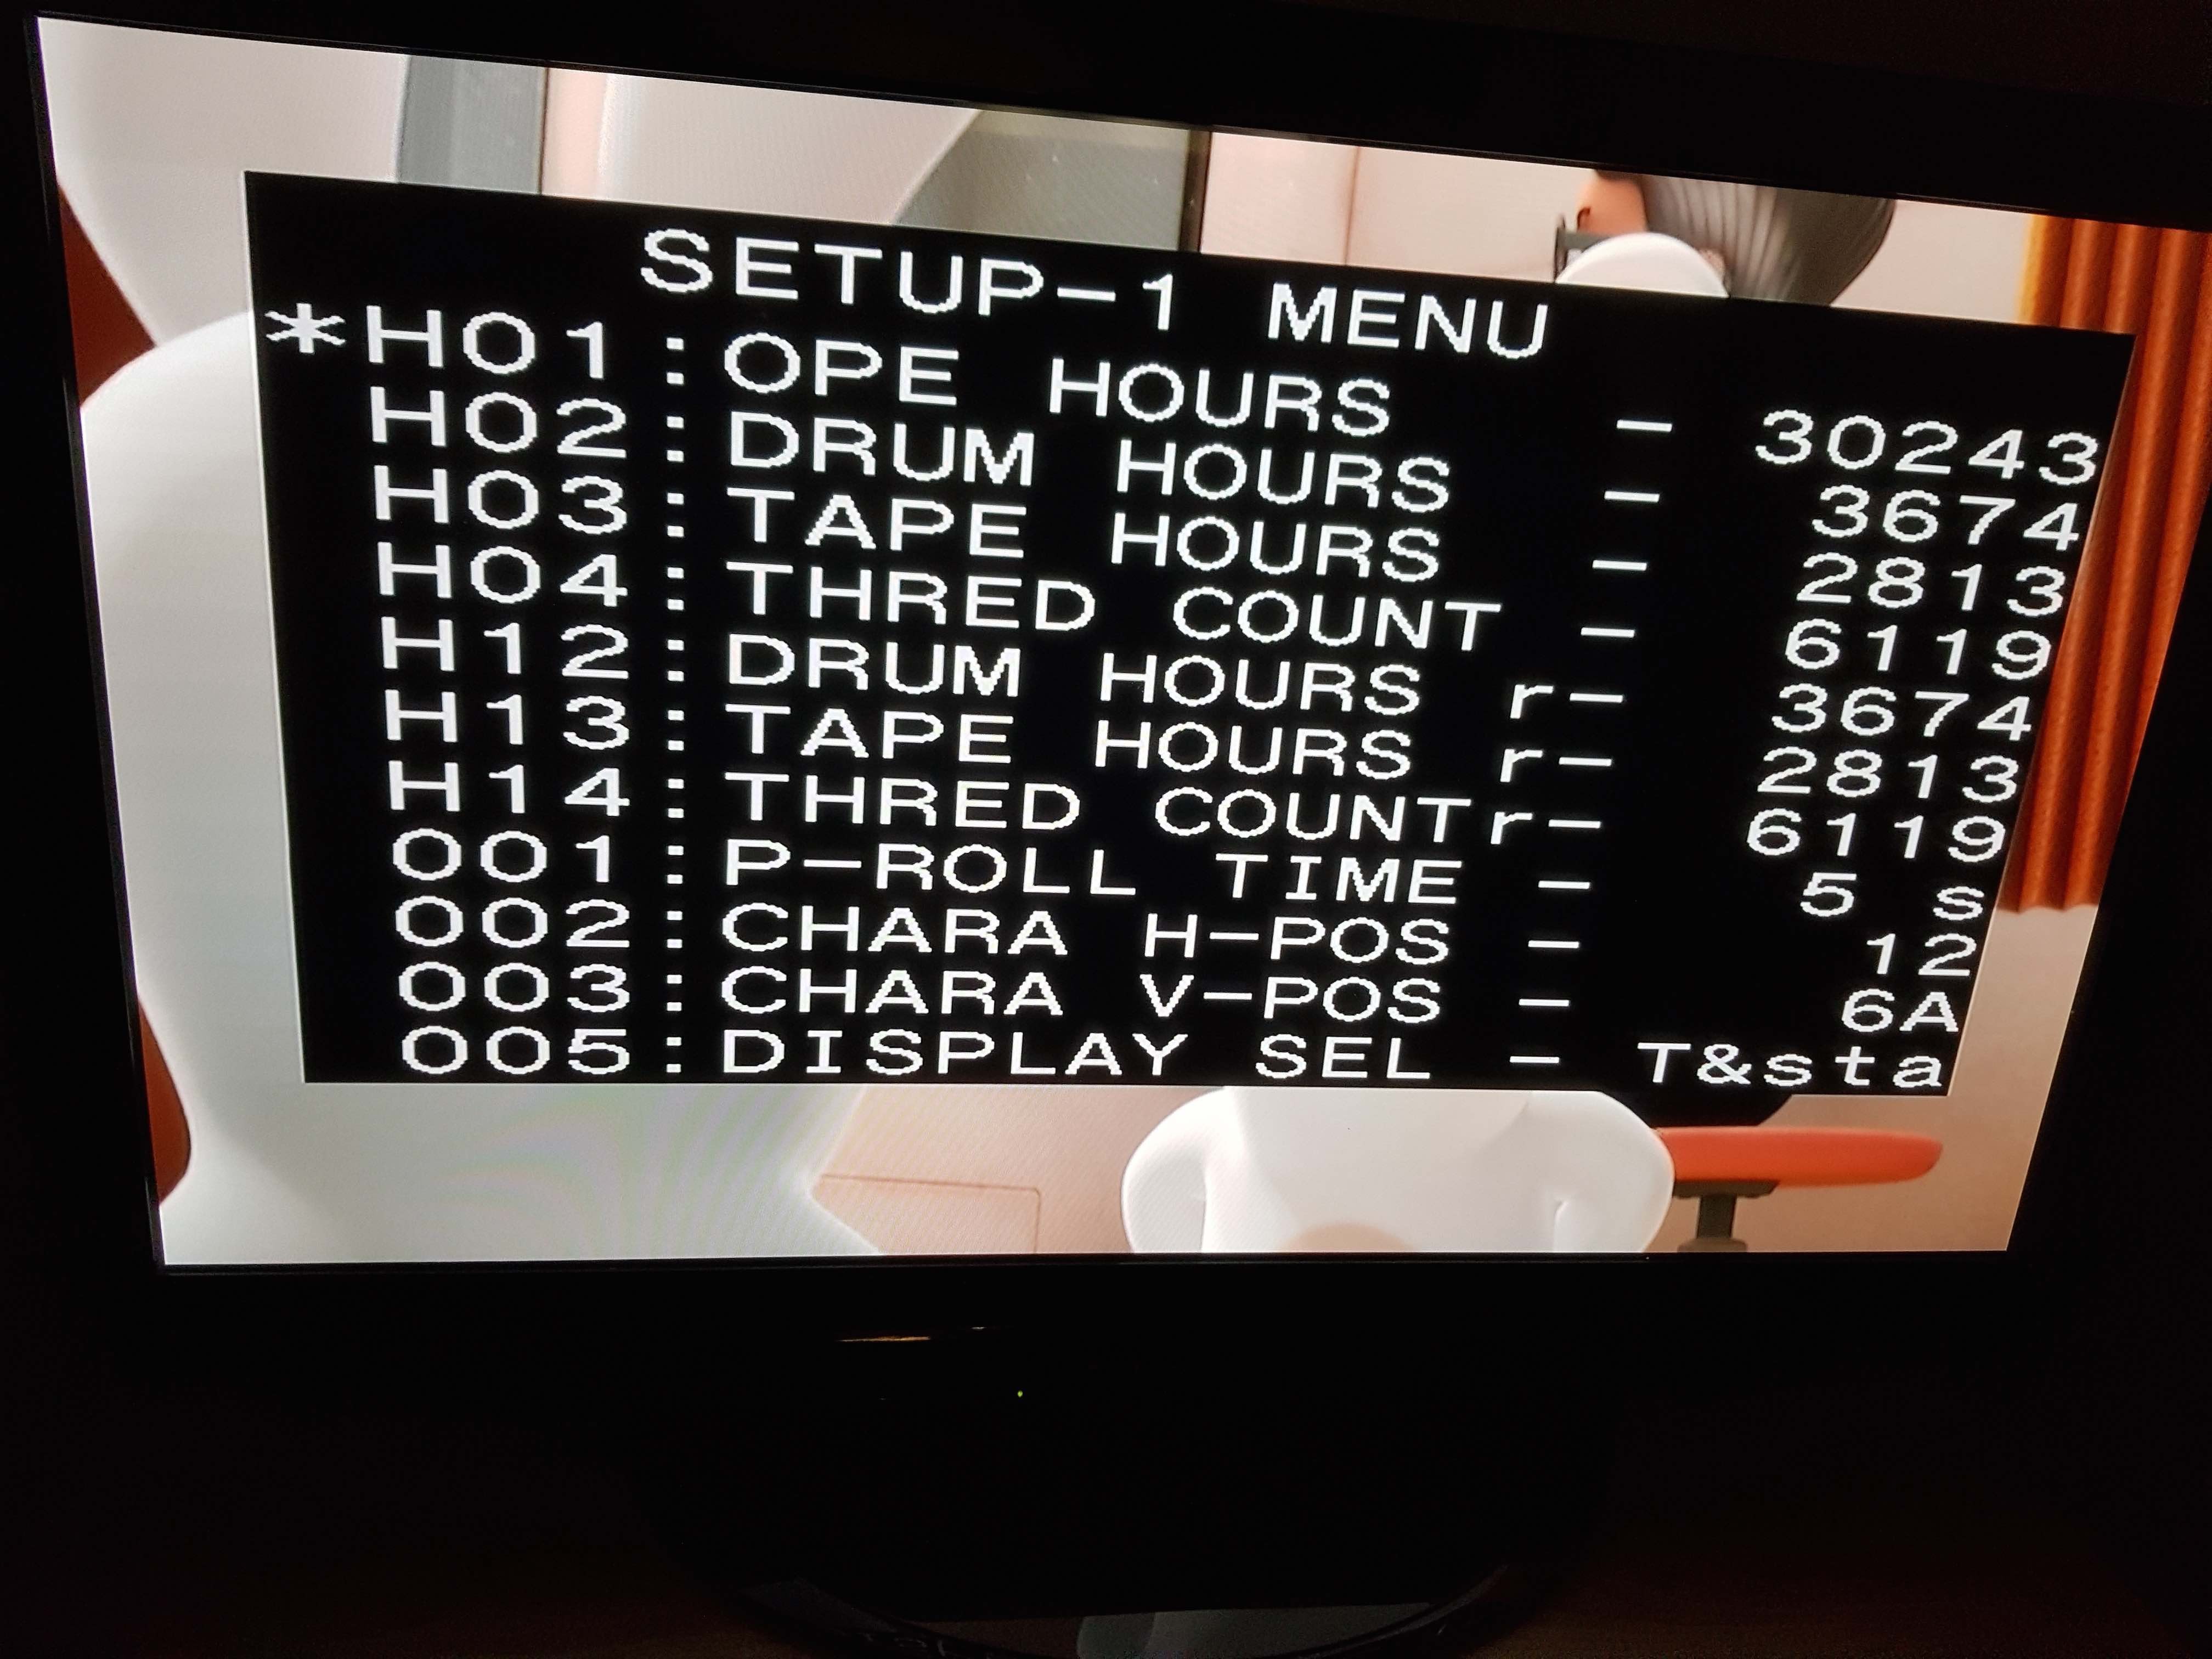 SETUP-1 MENU
*H01:OPE HOURS - 30243
H02:DRUM HOURS - 3674
H03:TAPE HOURS - 2813
H04:THRED COUNT - 6119
H12:DRUM HOURS r- 3674
H13:TAPE HOURS r- 2813
H14:THRED COUNTr- 6119
001:P-ROLL TIME - 5 s
002:CHARA H-POS - 12
003:CHARA V-POS - 6A
005:DISPLAY SEL - T&sta